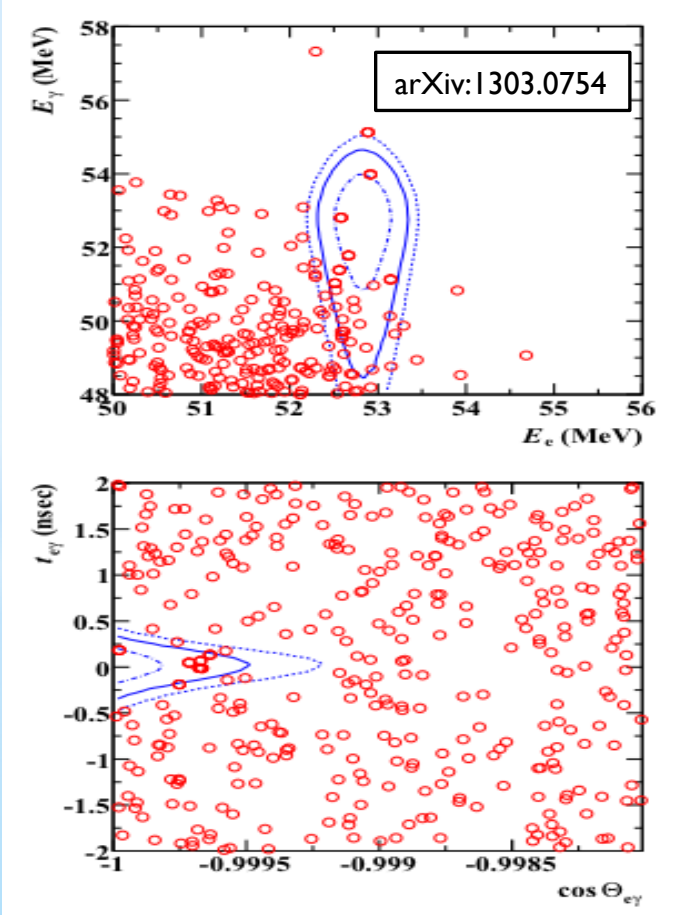 58
56
54
52
50
48
E_γ (MeV)
arXiv:1303.0754
50 51 52 53 54 55 56
E_e (MeV)
2
1.5
1
0.5
0
-0.5
-1
-1.5
-2
t_eγ (nsec)
-1 -0.9995 -0.999 -0.9985
cos Θ_eγ